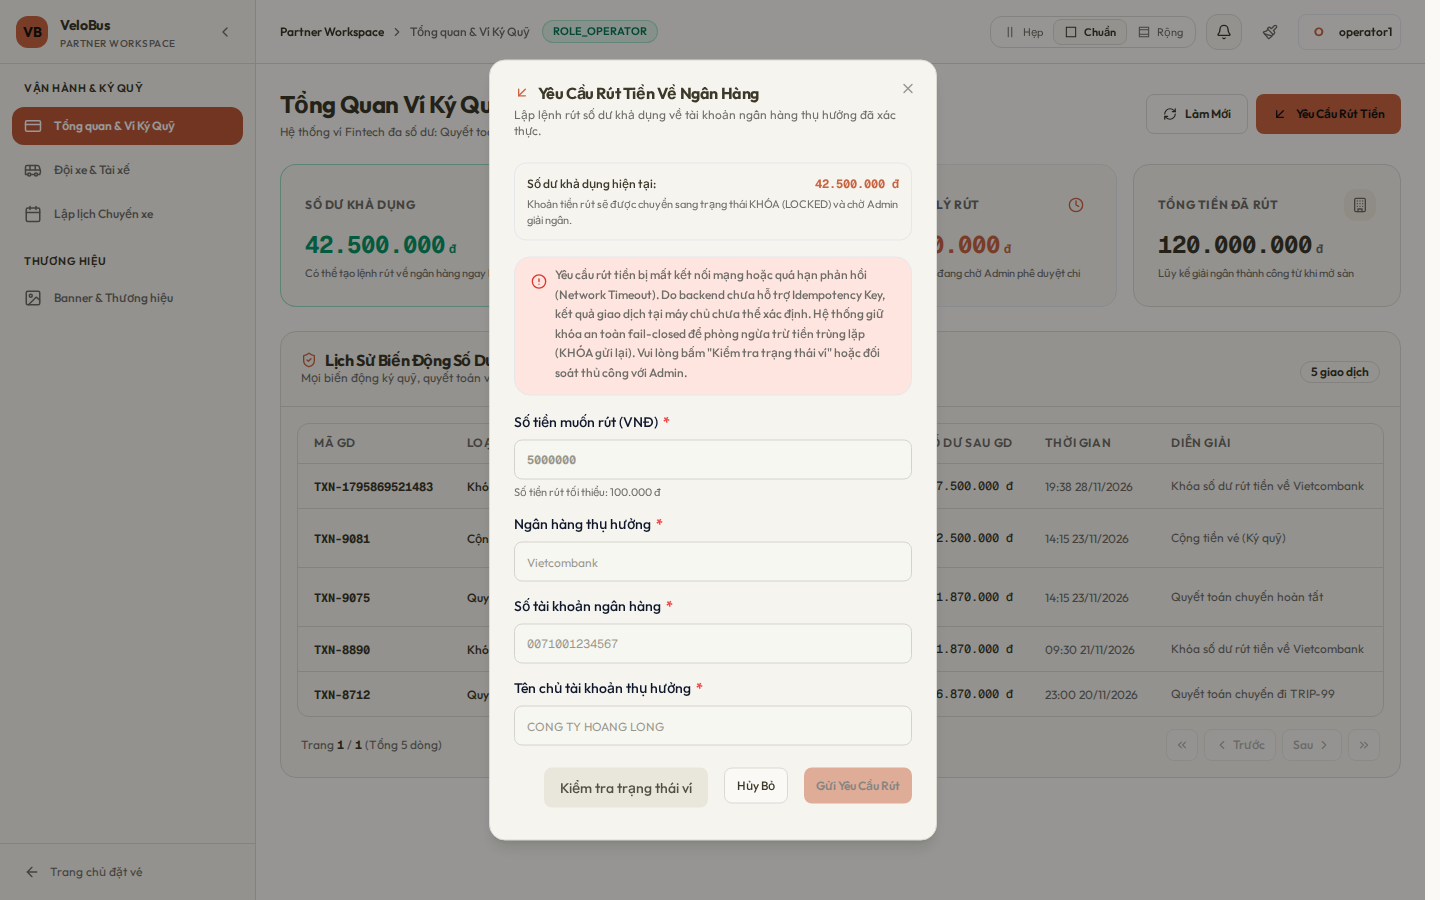 VB
VeloBus
PARTNER WORKSPACE
VẬN HÀNH & KÝ QUỸ
Tổng quan & Ví Ký Quỹ
Đội xe & Tài xế
Lập lịch Chuyến xe
THƯƠNG HIỆU
Banner & Thương hiệu
Trang chủ đặt vé
Partner Workspace > Tổng quan & Ví Ký Quỹ ROLE_OPERATOR
Hẹp Chuẩn Rộng
operator1
Tổng Quan Ví Ký Qu
Hệ thống ví Fintech đa số dư: Quyết to
Làm Mới
Yêu Cầu Rút Tiền
SỐ DƯ KHẢ DỤNG
42.500.000 đ
Có thể tạo lệnh rút về ngân hàng ngay
LÝ RÚT
0.000 đ
đang chờ Admin phê duyệt chi
TỔNG TIỀN ĐÃ RÚT
120.000.000 đ
Lũy kế giải ngân thành công từ khi mở sàn
Lịch Sử Biến Động Số Dư
Mọi biến động ký quỹ, quyết toán v
5 giao dịch
MÃ GD LOẠ Ố DƯ SAU GD THỜI GIAN DIỄN GIẢI
TXN-1795869521483 Khó 7.500.000 đ 19:38 28/11/2026 Khóa số dư rút tiền về Vietcombank
TXN-9081 Cộn 2.500.000 đ 14:15 23/11/2026 Cộng tiền vé (Ký quỹ)
TXN-9075 Quy 1.870.000 đ 14:15 23/11/2026 Quyết toán chuyến hoàn tất
TXN-8890 Khó 1.870.000 đ 09:30 21/11/2026 Khóa số dư rút tiền về Vietcombank
TXN-8712 Quy 6.870.000 đ 23:00 20/11/2026 Quyết toán chuyến đi TRIP-99
Trang 1 / 1 (Tổng 5 dòng)
« ‹ Trước Sau › »
Yêu Cầu Rút Tiền Về Ngân Hàng
Lập lệnh rút số dư khả dụng về tài khoản ngân hàng thụ hưởng đã xác
thực.
Số dư khả dụng hiện tại: 42.500.000 đ
Khoản tiền rút sẽ được chuyển sang trạng thái KHÓA (LOCKED) và chờ Admin
giải ngân.
Yêu cầu rút tiền bị mất kết nối mạng hoặc quá hạn phản hồi
(Network Timeout). Do backend chưa hỗ trợ Idempotency Key,
kết quả giao dịch tại máy chủ chưa thể xác định. Hệ thống giữ
khóa an toàn fail-closed để phòng ngừa trừ tiền trùng lặp
(KHÓA gửi lại). Vui lòng bấm "Kiểm tra trạng thái ví" hoặc đối
soát thủ công với Admin.
Số tiền muốn rút (VNĐ) *
5000000
Số tiền rút tối thiểu: 100.000 đ
Ngân hàng thụ hưởng *
Vietcombank
Số tài khoản ngân hàng *
0071001234567
Tên chủ tài khoản thụ hưởng *
CONG TY HOANG LONG
Kiểm tra trạng thái ví
Hủy Bỏ
Gửi Yêu Cầu Rút